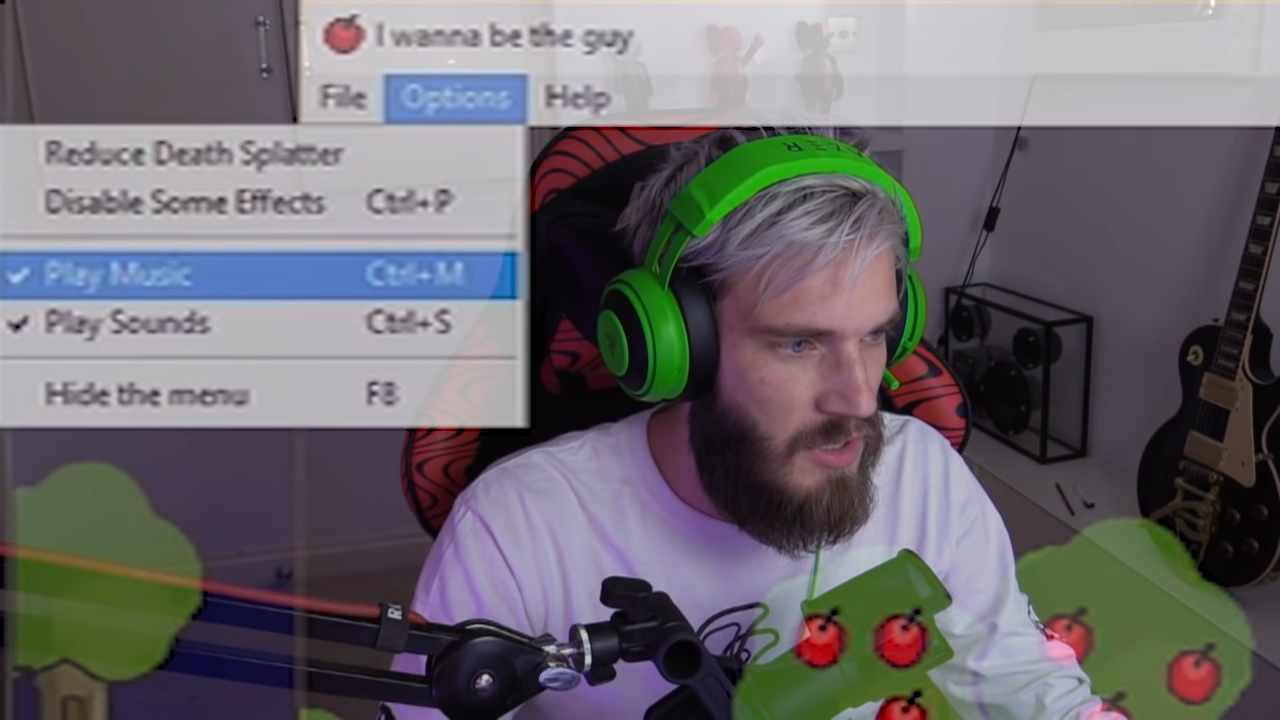 I wanna be the guy
File Options Help
Reduce Death Splatter
Disable Some Effects Ctrl+P
Play Music Ctrl+M
Play Sounds Ctrl+S
Hide the menu F8
RAZER